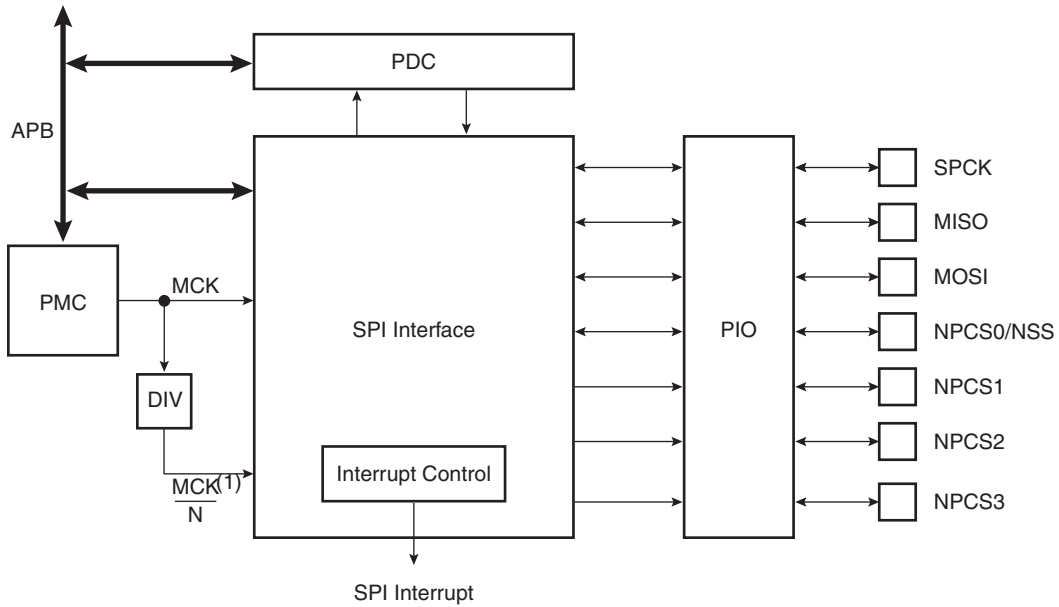 PDC
APB
SPCK
MISO
MOSI
NPCS0/NSS
NPCS1
NPCS2
NPCS3
PMC
MCK
SPI Interface
PIO
DIV
Interrupt Control
MCK(1)
N
SPI Interrupt